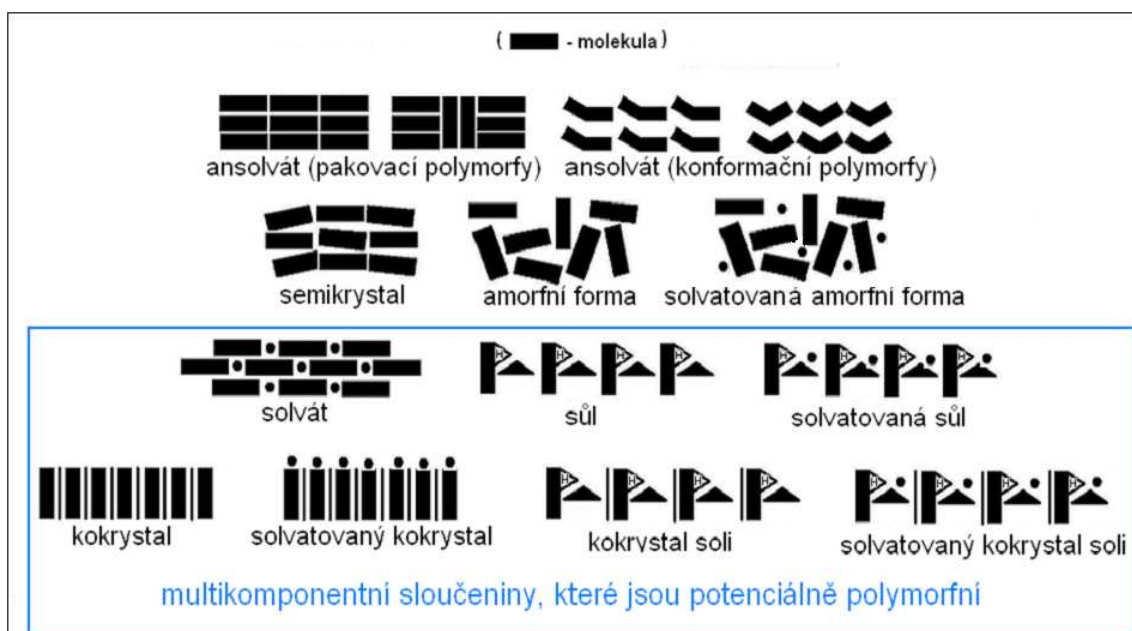 ( - molekula )
ansolvát (pakovací polymorfy) ansolvát (konformační polymorfy)
semikrystal amorfní forma solvatovaná amorfní forma
H H H H H H H H
solvát sůl solvatovaná sůl
H H H H H H H H
kokrystal solvatovaný kokrystal kokrystal soli solvatovaný kokrystal soli
multikomponentní sloučeniny, které jsou potenciálně polymorfní